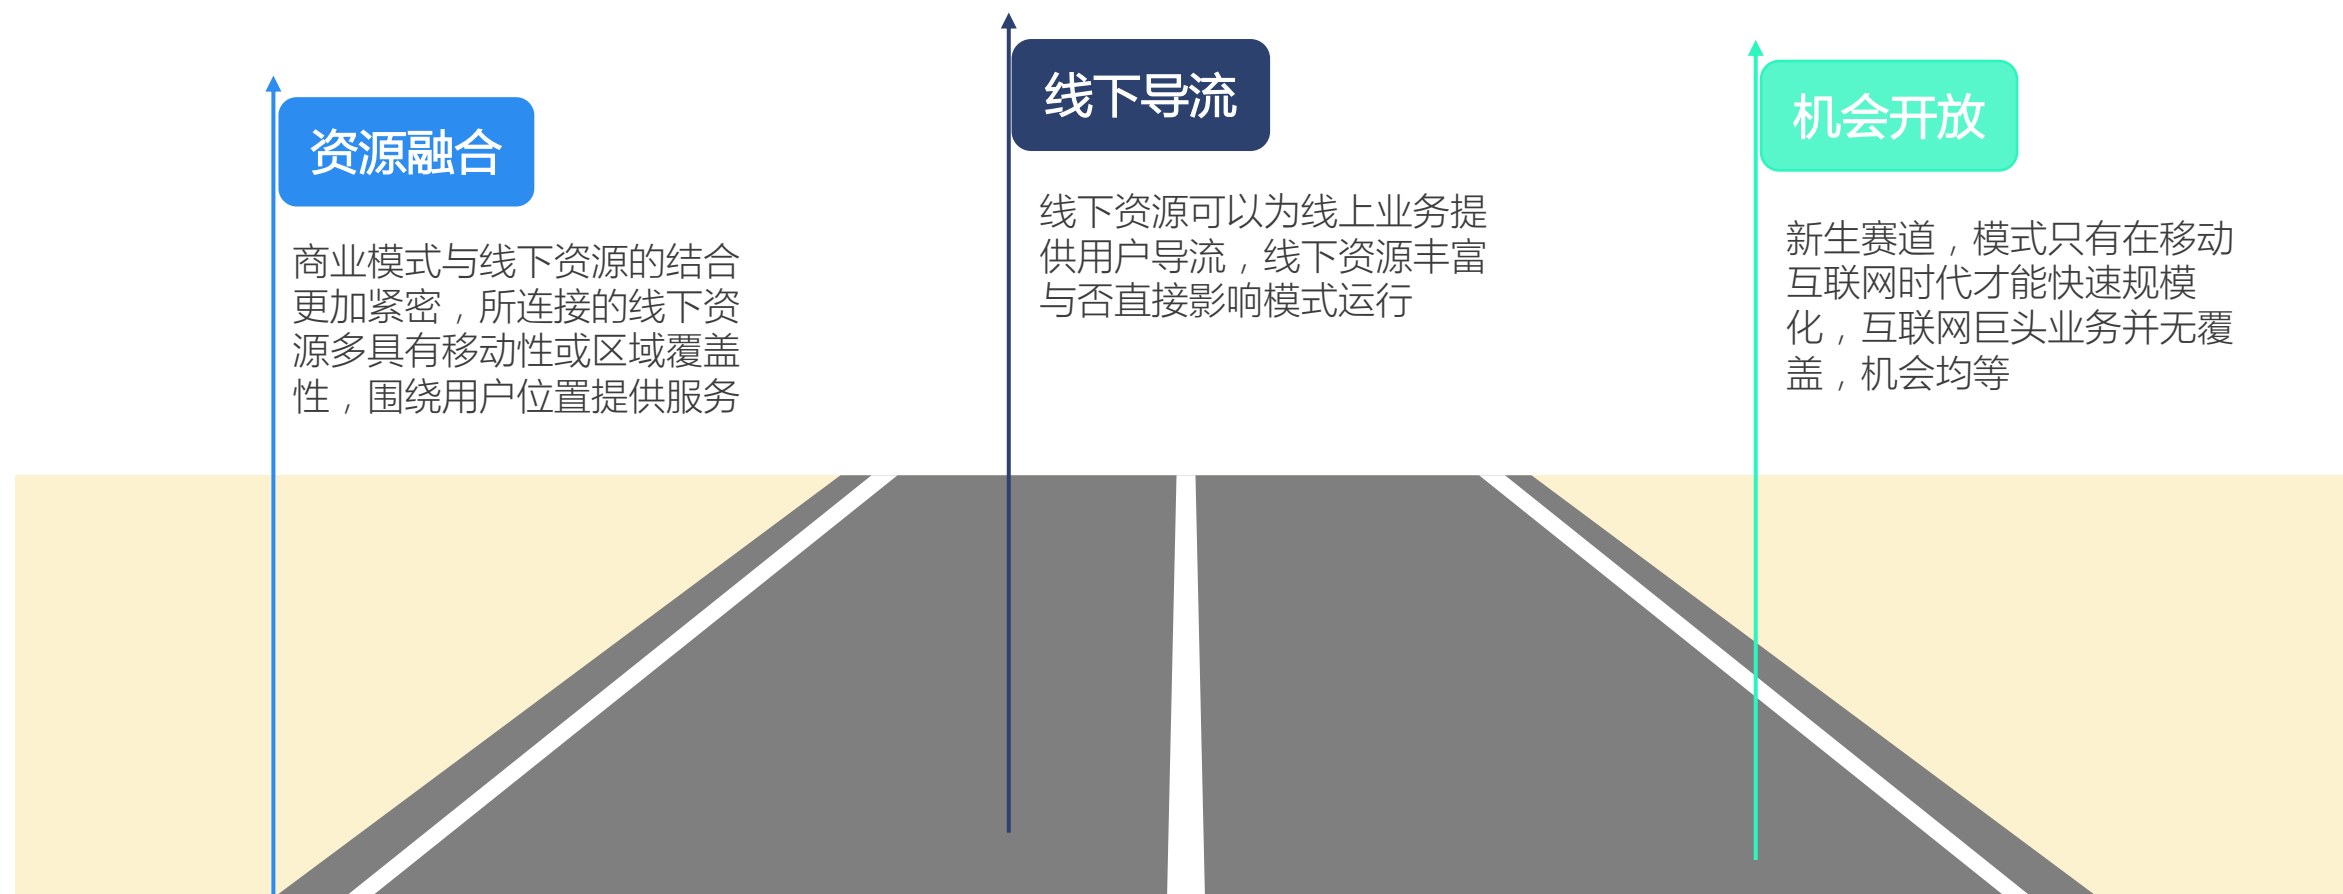 资源融合
商业模式与线下资源的结合
更加紧密，所连接的线下资
源多具有移动性或区域覆盖
性，围绕用户位置提供服务
线下导流
线下资源可以为线上业务提
供用户导流，线下资源丰富
与否直接影响模式运行
机会开放
新生赛道，模式只有在移动
互联网时代才能快速规模
化，互联网巨头业务并无覆
盖，机会均等